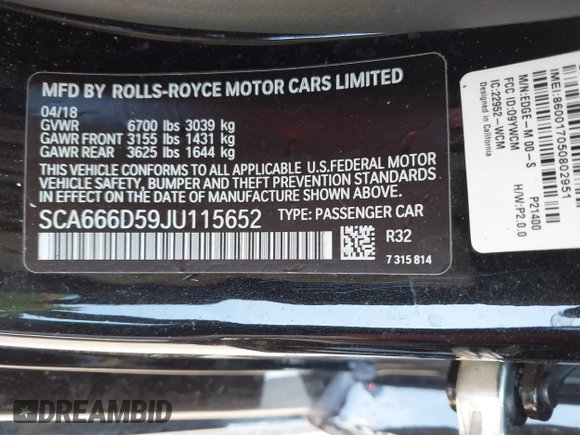 MFD BY ROLLS-ROYCE MOTOR CARS LIMITED
04/18
GVWR 6700 lbs 3039 kg
GAWR FRONT 3155 lbs 1431 kg
GAWR REAR 3625 lbs 1644 kg
THIS VEHICLE CONFORMS TO ALL APPLICABLE U.S.FEDERAL MOTOR
VEHICLE SAFETY, BUMPER AND THEFT PREVENTION STANDARDS
IN EFFECT ON THE DATE OF MANUFACTURE SHOWN ABOVE.
SCA666D59JU115652 TYPE: PASSENGER CAR
R32
7 315 814
IMEI:860017050802951
M/N:EDGE-M 00-S P21400
FCC ID:O9YWCM H/W:P2.0.0
IC:22952-WCM
Designed in California
DREAMBID